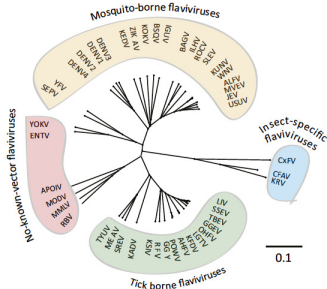 Mosquito-borne flaviviruses
SEPV
YFV
DENV4
DENV2
DENV1
DENV3
KEDV
ZIK AV
KOKV
BSQV
IGUV
BAGV
ILHV
ROCV
SLEV
KUNV
WNV
ALFV
MVEV
JEV
USUV
Insect-specific
flaviviruses
CxFV
CFAV
KRV
No-known-vector flaviviruses
YOKV
ENTV
APOIV
MODV
MMLV
RBV
TYUV
ME AV
SREV
KADV
KSIV
R F V
GG Y
POWV
AHFV
KFDV
LGTV
OHFV
GGEV
TBEV
SSEV
LIV
Tick borne flaviviruses
0.1